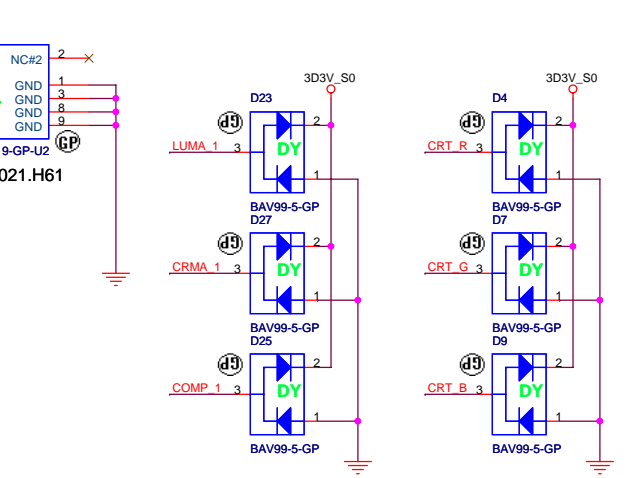 NC#2 2
GND 1
GND 3
GND 8
GND 9
GP
9-GP-U2
021.H61
3D3V_S0
D23
GP
2
LUMA_1 3
DY
1
BAV99-5-GP
D27
GP
2
CRMA_1 3
DY
1
BAV99-5-GP
D25
GP
2
COMP_1 3
DY
1
BAV99-5-GP
3D3V_S0
D4
GP
2
CRT_R 3
DY
1
BAV99-5-GP
D7
GP
2
CRT_G 3
DY
1
BAV99-5-GP
D9
GP
2
CRT_B 3
DY
1
BAV99-5-GP